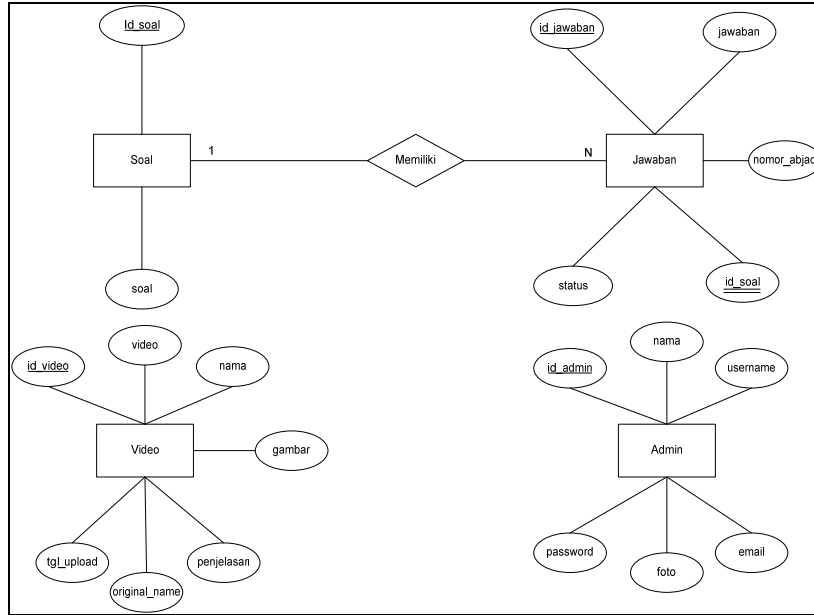 Id_soal
id_jawaban
jawaban
Soal
1
Memiliki
N
Jawaban
nomor_abjad
soal
status
id_soal
id_video
video
nama
Video
gambar
tgl_upload
original_name
penjelasan
id_admin
nama
username
Admin
password
foto
email